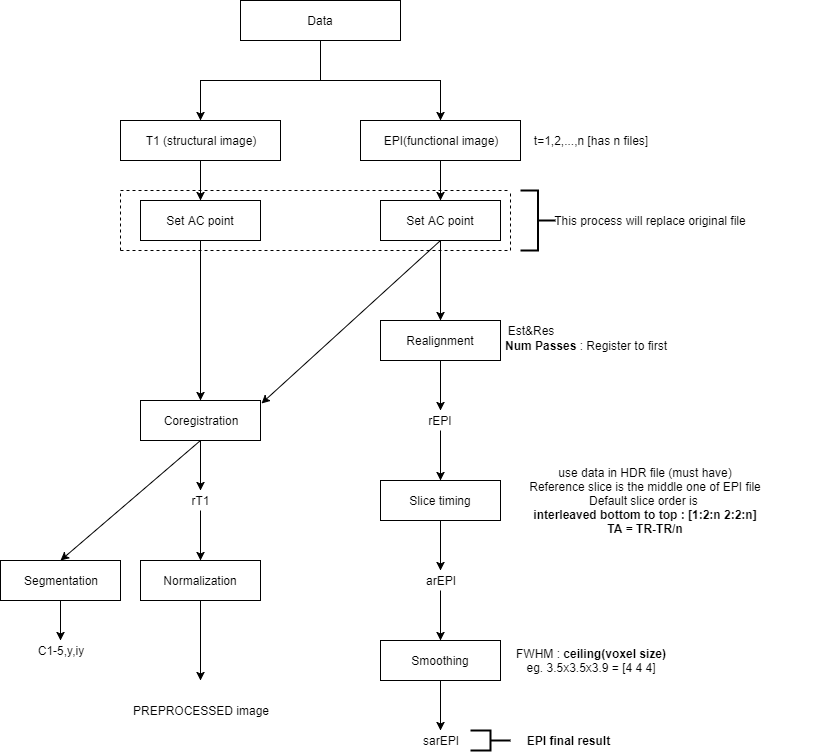 Data
T1 (structural image)
EPI(functional image)
t=1,2,...,n [has n files]
Set AC point
Set AC point
This process will replace original file
Realignment
Est&Res
Num Passes : Register to first
Coregistration
rEPI
rT1
Slice timing
use data in HDR file (must have)
Reference slice is the middle one of EPI file
Default slice order is
interleaved bottom to top : [1:2:n 2:2:n]
TA = TR-TR/n
Segmentation
Normalization
arEPI
C1-5,y,iy
Smoothing
FWHM : ceiling(voxel size)
eg. 3.5x3.5x3.9 = [4 4 4]
PREPROCESSED image
sarEPI
EPI final result